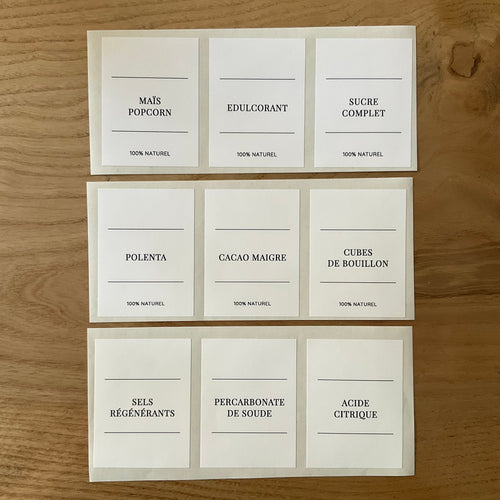 MAÏS
POPCORN
100% NATUREL
EDULCORANT
100% NATUREL
SUCRE
COMPLET
100% NATUREL
POLENTA
100% NATUREL
CACAO MAIGRE
100% NATUREL
CUBES
DE BOUILLON
100% NATUREL
SELS
RÉGÉNÉRANTS
PERCARBONATE
DE SOUDE
ACIDE
CITRIQUE